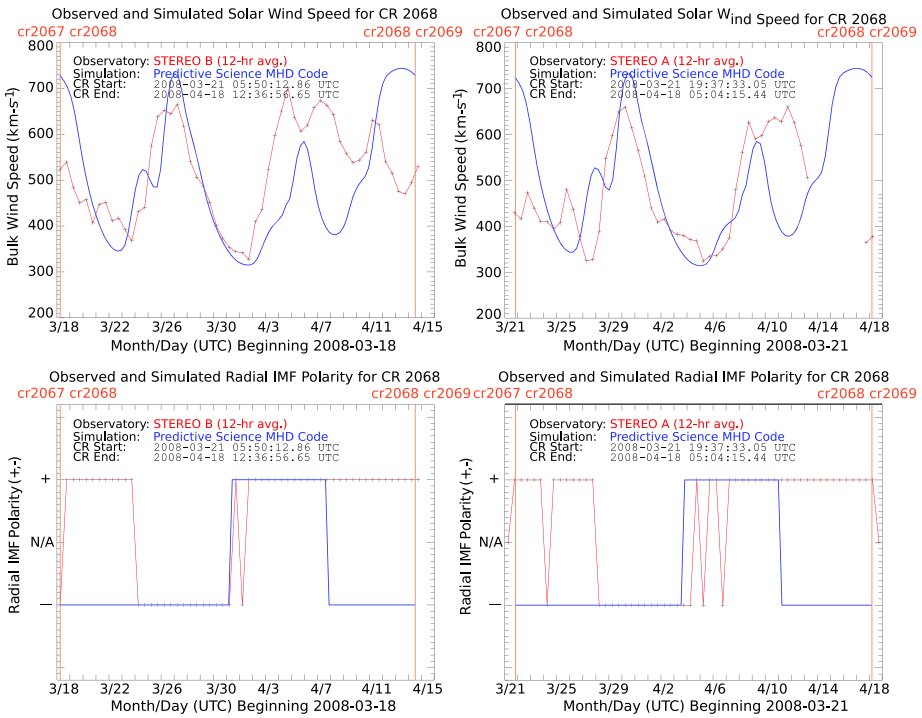 Observed and Simulated Solar Wind Speed for CR 2068
cr2067 cr2068
cr2068 cr2069
Observatory: STEREO B (12-hr avg.)
Simulation: Predictive Science MHD Code
CR Start: 2008-03-21 05:50:12.86 UTC
CR End: 2008-04-18 12:36:56.65 UTC
Bulk Wind Speed (km-s⁻¹)
800
700
600
500
400
300
200
3/18 3/22 3/26 3/30 4/3 4/7 4/11 4/15
Month/Day (UTC) Beginning 2008-03-18
Observed and Simulated Solar Wind Speed for CR 2068
cr2067 cr2068
cr2068 cr2069
Observatory: STEREO A (12-hr avg.)
Simulation: Predictive Science MHD Code
CR Start: 2008-03-21 19:37:33.05 UTC
CR End: 2008-04-18 05:04:15.44 UTC
Bulk Wind Speed (km-s⁻¹)
800
700
600
500
400
300
200
3/21 3/25 3/29 4/2 4/6 4/10 4/14 4/18
Month/Day (UTC) Beginning 2008-03-21
Observed and Simulated Radial IMF Polarity for CR 2068
cr2067 cr2068
cr2068 cr2069
Observatory: STEREO B (12-hr avg.)
Simulation: Predictive Science MHD Code
CR Start: 2008-03-21 05:50:12.86 UTC
CR End: 2008-04-18 12:36:56.65 UTC
Radial IMF Polarity (+,-)
+
N/A
—
3/18 3/22 3/26 3/30 4/3 4/7 4/11 4/15
Month/Day (UTC) Beginning 2008-03-18
Observed and Simulated Radial IMF Polarity for CR 2068
cr2067 cr2068
cr2068 cr2069
Observatory: STEREO A (12-hr avg.)
Simulation: Predictive Science MHD Code
CR Start: 2008-03-21 19:37:33.05 UTC
CR End: 2008-04-18 05:04:15.44 UTC
Radial IMF Polarity (+,-)
+
N/A
—
3/21 3/25 3/29 4/2 4/6 4/10 4/14 4/18
Month/Day (UTC) Beginning 2008-03-21